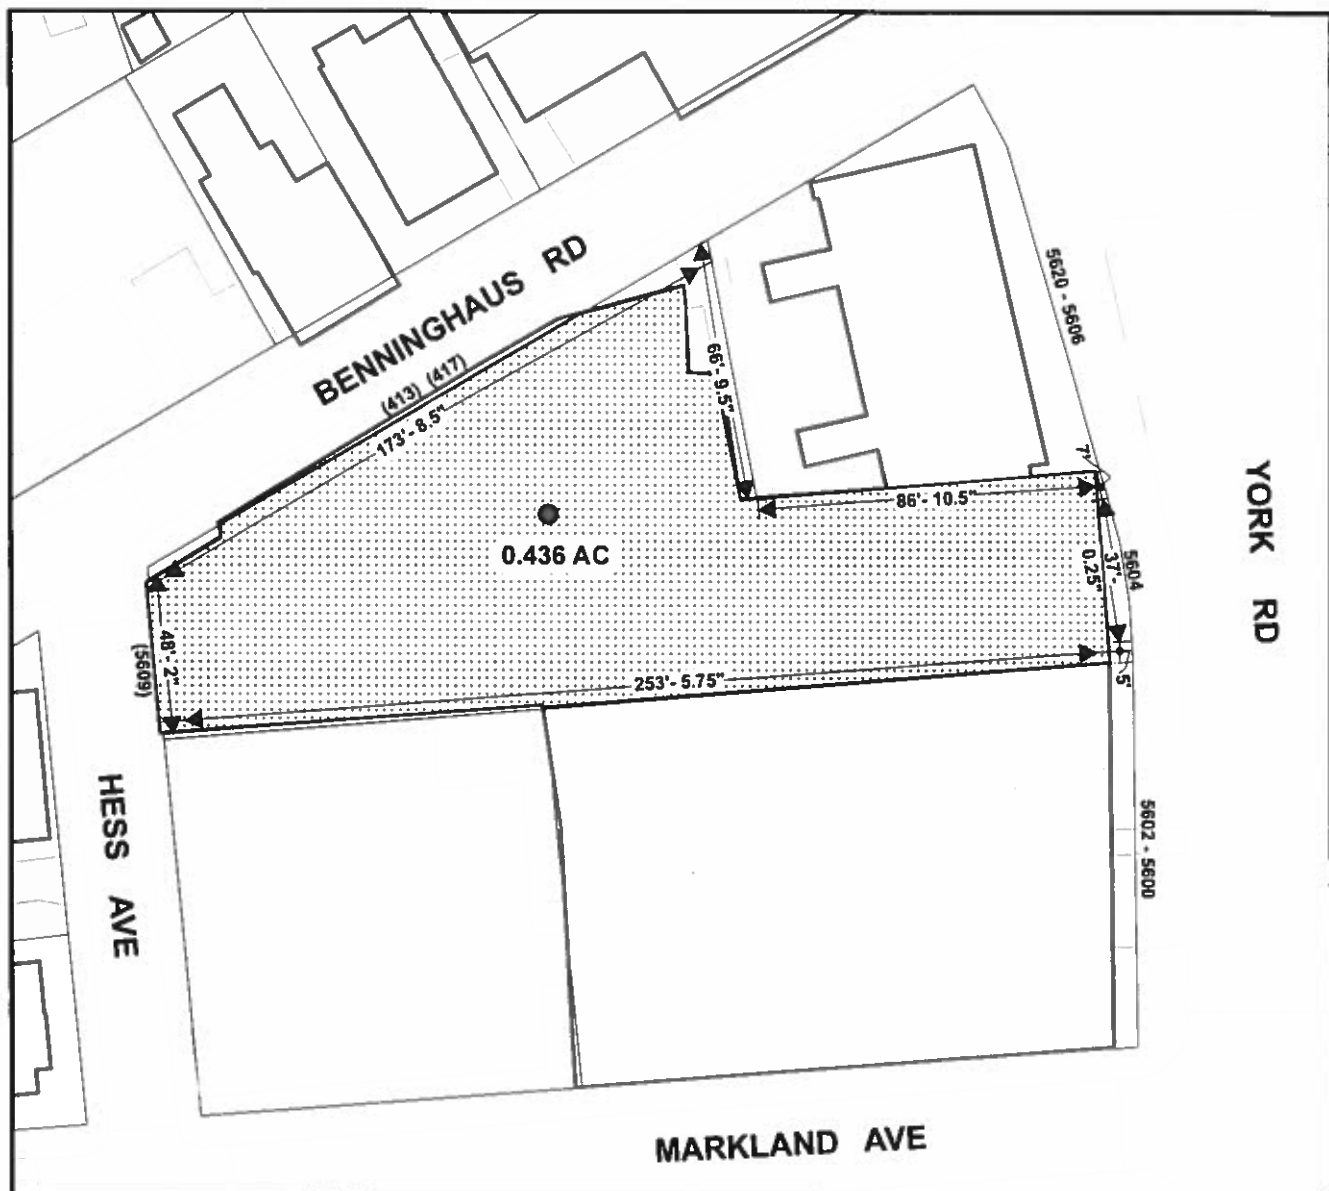 BENNINGHAUS RD
(413) (417)
173'- 8.5"
66'- 9.5"
5620 - 5606
7'
86'- 10.5"
YORK RD
0.436 AC
37'-
0.25"
5604
48'- 2"
(5609)
253'- 5.75"
5'
HESS AVE
5602 - 5600
MARKLAND AVE